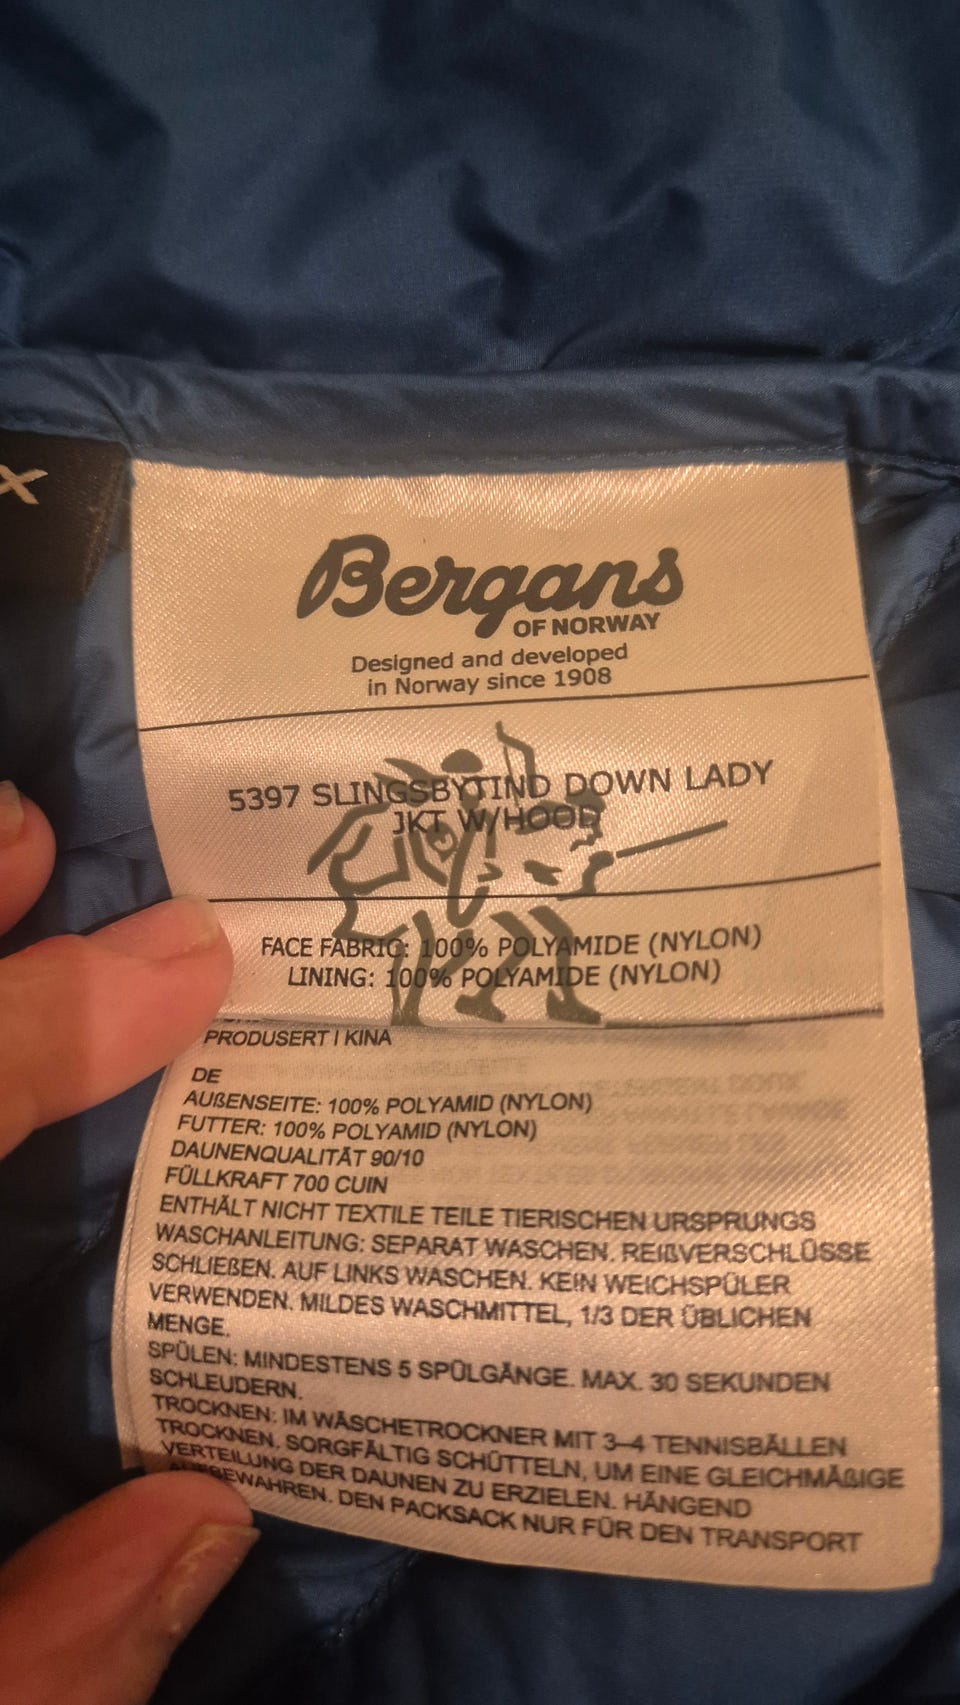 X
Bergans
OF NORWAY
Designed and developed
in Norway since 1908
5397 SLINGSBYTIND DOWN LADY
JKT W/HOOD
FACE FABRIC: 100% POLYAMIDE (NYLON)
LINING: 100% POLYAMIDE (NYLON)
PRODUSERT I KINA
DE
AUßENSEITE: 100% POLYAMID (NYLON)
FUTTER: 100% POLYAMID (NYLON)
DAUNENQUALITÄT 90/10
FÜLLKRAFT 700 CUIN
ENTHÄLT NICHT TEXTILE TEILE TIERISCHEN URSPRUNGS
WASCHANLEITUNG: SEPARAT WASCHEN. REIßVERSCHLÜSSE
SCHLIEßEN. AUF LINKS WASCHEN. KEIN WEICHSPÜLER
VERWENDEN. MILDES WASCHMITTEL, 1/3 DER ÜBLICHEN
MENGE.
SPÜLEN: MINDESTENS 5 SPÜLGÄNGE. MAX. 30 SEKUNDEN
SCHLEUDERN.
TROCKNEN: IM WÄSCHETROCKNER MIT 3–4 TENNISBÄLLEN
TROCKNEN. SORGFÄLTIG SCHÜTTELN, UM EINE GLEICHMÄßIGE
VERTEILUNG DER DAUNEN ZU ERZIELEN. HÄNGEND
AUFBEWAHREN. DEN PACKSACK NUR FÜR DEN TRANSPORT